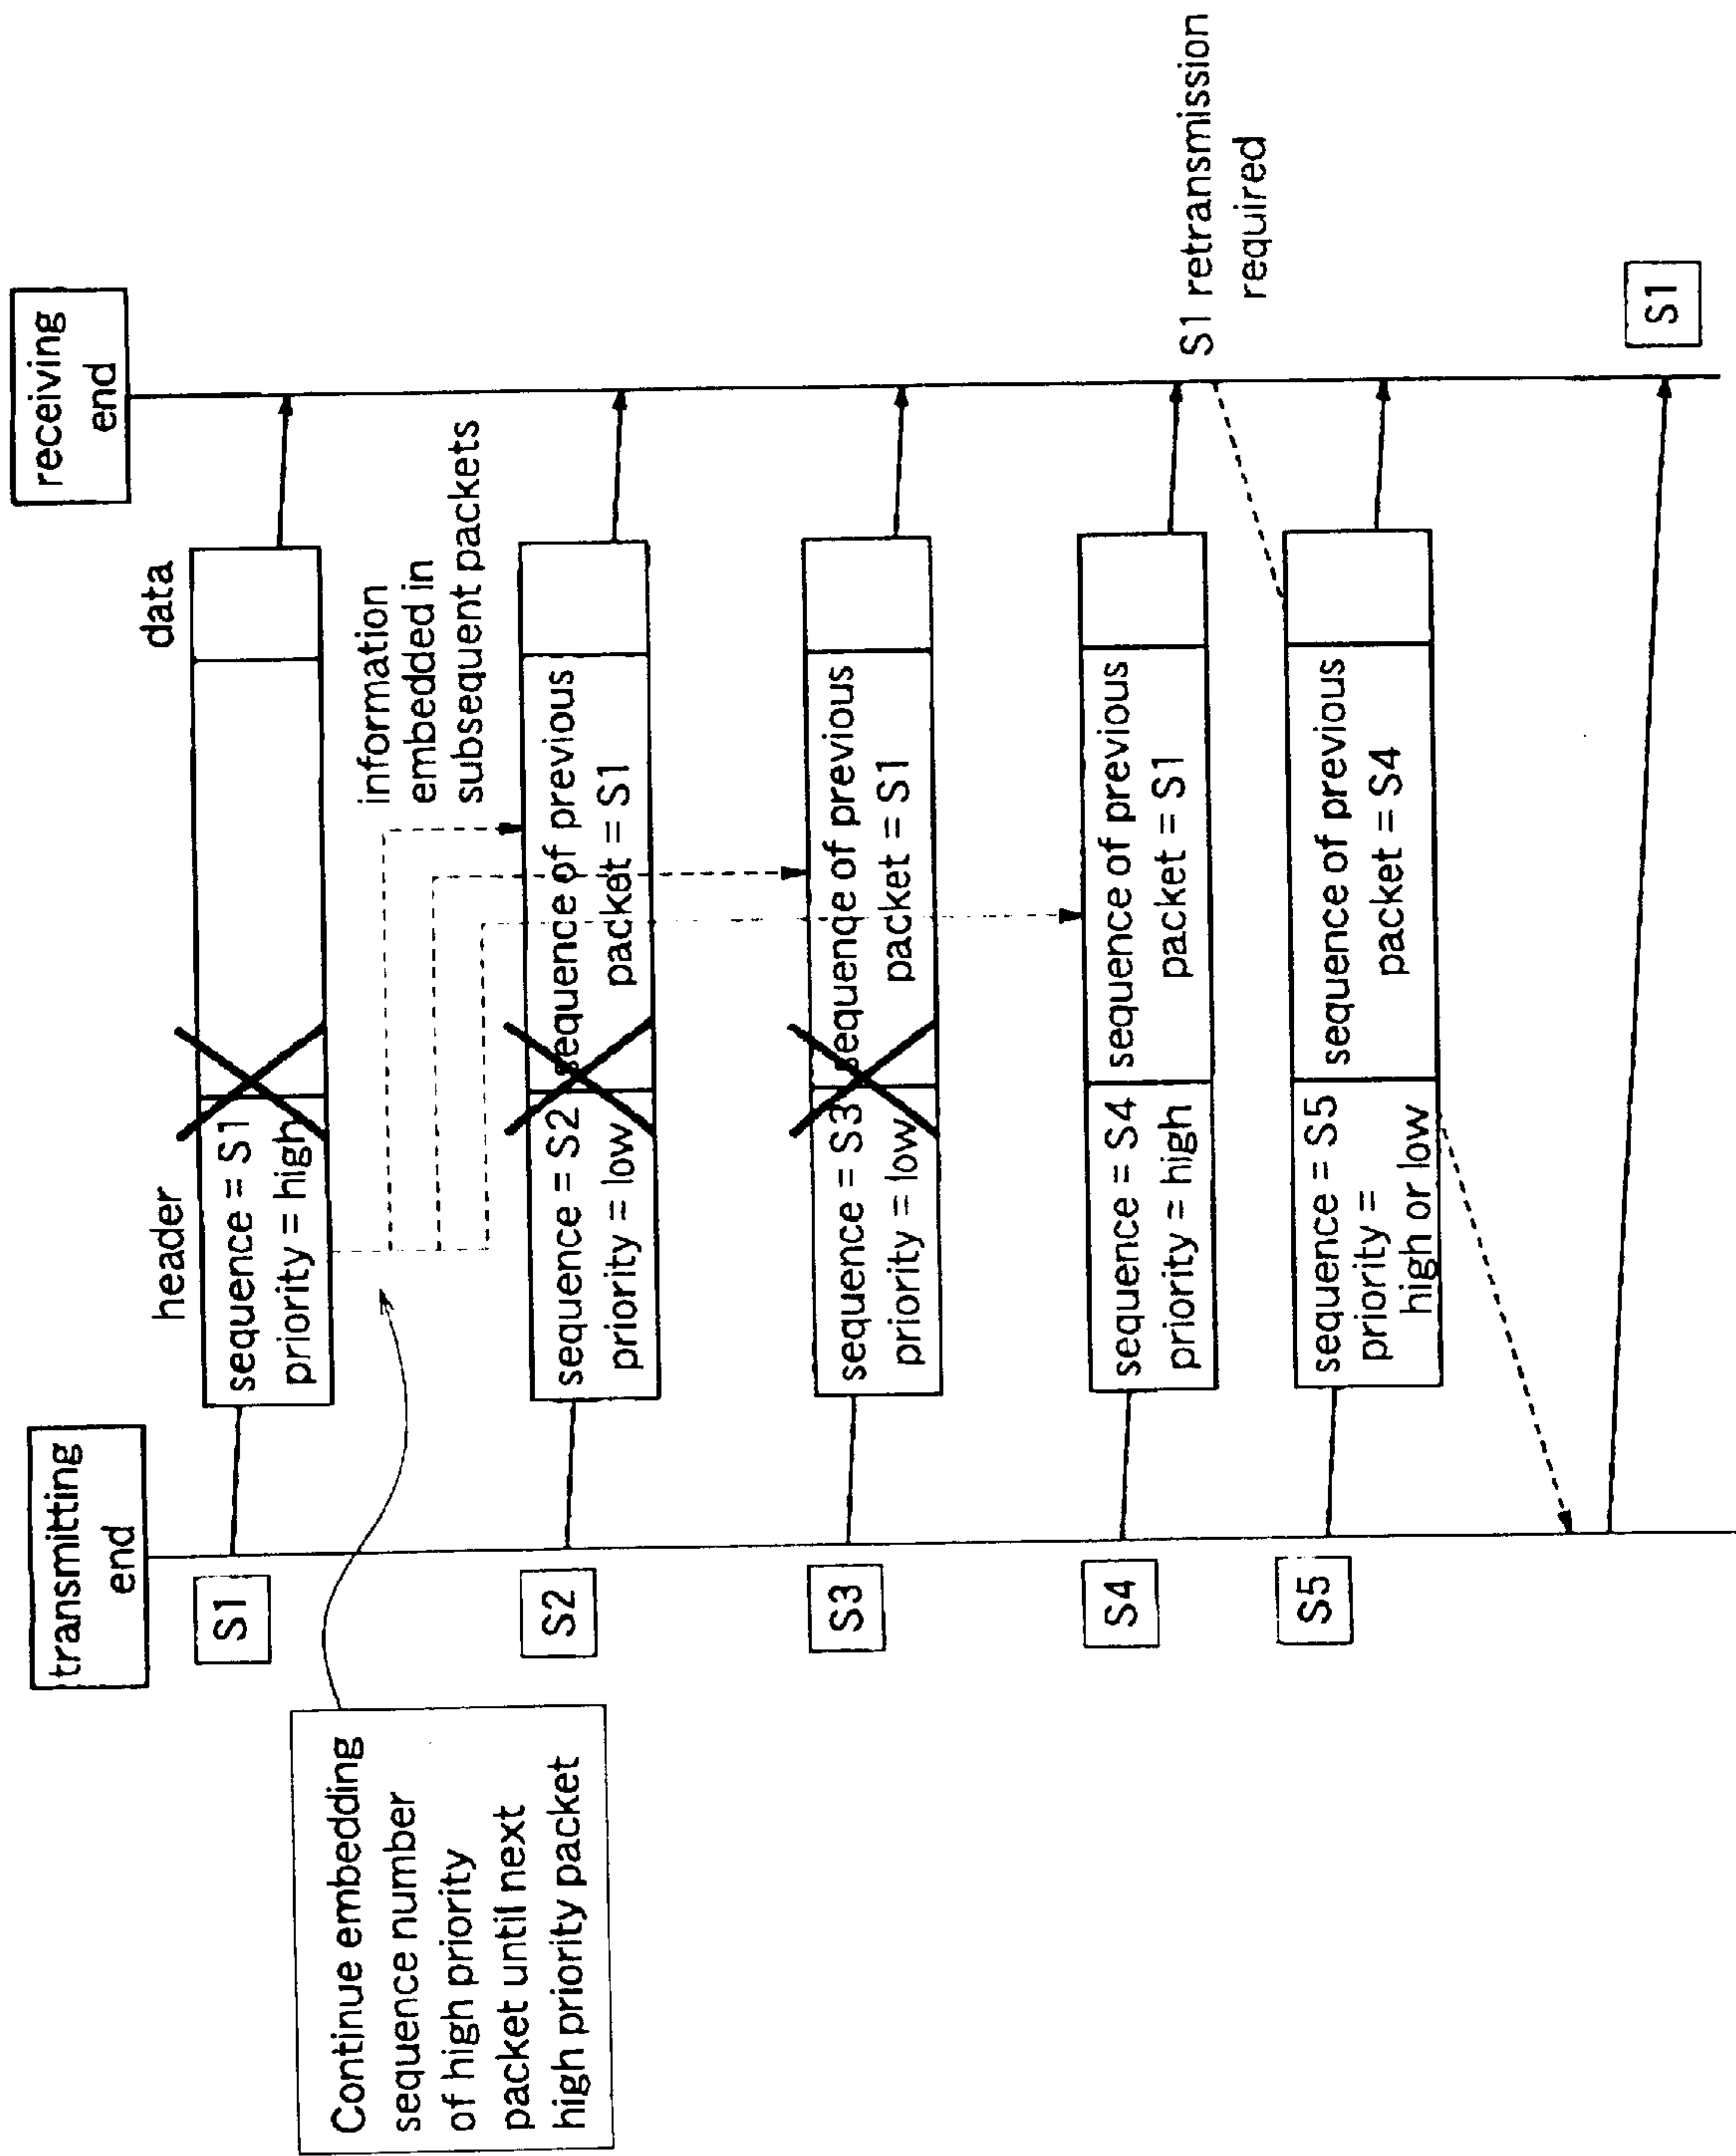 transmitting
end
receiving
end
header
data
S1
sequence = S1
priority = high
Continue embedding
sequence number
of high priority
packet until next
high priority packet
information
embedded in
subsequent packets
S2
sequence = S2
priority = low
sequence of previous
packet = S1
S3
sequence = S3
priority = low
sequence of previous
packet = S1
S4
sequence = S4
priority = high
sequence of previous
packet = S1
S1 retransmission
required
S5
sequence = S5
priority =
high or low
sequence of previous
packet = S4
S1